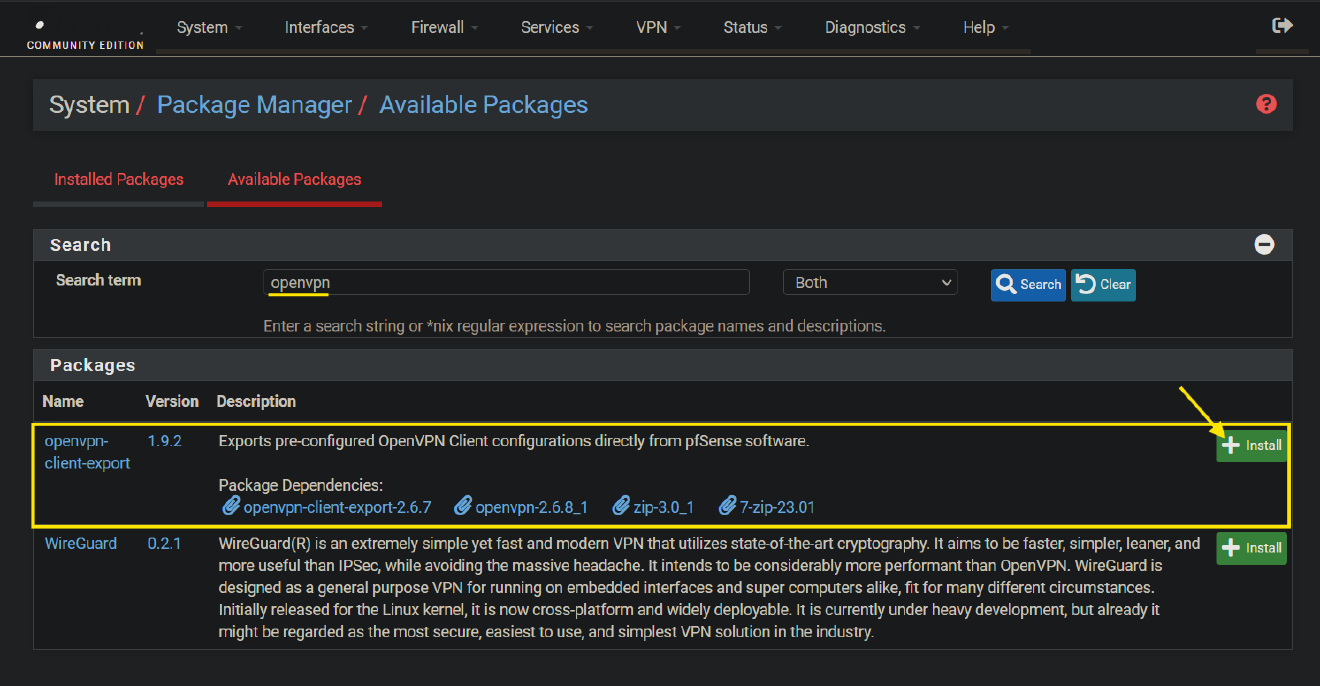 COMMUNITY EDITION
System Interfaces Firewall Services VPN Status Diagnostics Help
System / Package Manager / Available Packages
Installed Packages Available Packages
Search
Search term openvpn Both Search Clear
Enter a search string or *nix regular expression to search package names and descriptions.
Packages
Name Version Description
openvpn-client-export 1.9.2 Exports pre-configured OpenVPN Client configurations directly from pfSense software. Install
Package Dependencies:
openvpn-client-export-2.6.7 openvpn-2.6.8_1 zip-3.0_1 7-zip-23.01
WireGuard 0.2.1 WireGuard(R) is an extremely simple yet fast and modern VPN that utilizes state-of-the-art cryptography. It aims to be faster, simpler, leaner, and Install
more useful than IPSec, while avoiding the massive headache. It intends to be considerably more performant than OpenVPN. WireGuard is
designed as a general purpose VPN for running on embedded interfaces and super computers alike, fit for many different circumstances.
Initially released for the Linux kernel, it is now cross-platform and widely deployable. It is currently under heavy development, but already it
might be regarded as the most secure, easiest to use, and simplest VPN solution in the industry.